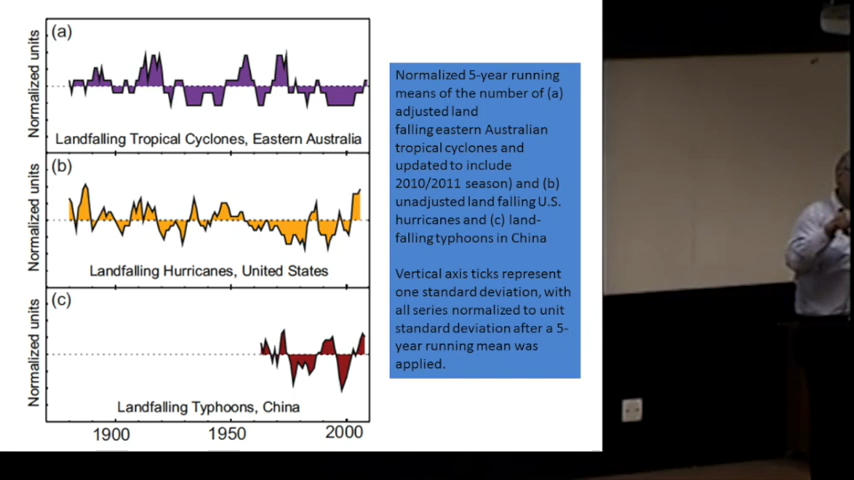 (a)
Normalized units
Landfalling Tropical Cyclones, Eastern Australia
(b)
Normalized units
Landfalling Hurricanes, United States
(c)
Normalized units
Landfalling Typhoons, China
1900 1950 2000
Normalized 5-year running
means of the number of (a)
adjusted land
falling eastern Australian
tropical cyclones and
updated to include
2010/2011 season) and (b)
unadjusted land falling U.S.
hurricanes and (c) land-
falling typhoons in China
Vertical axis ticks represent
one standard deviation, with
all series normalized to unit
standard deviation after a 5-
year running mean was
applied.